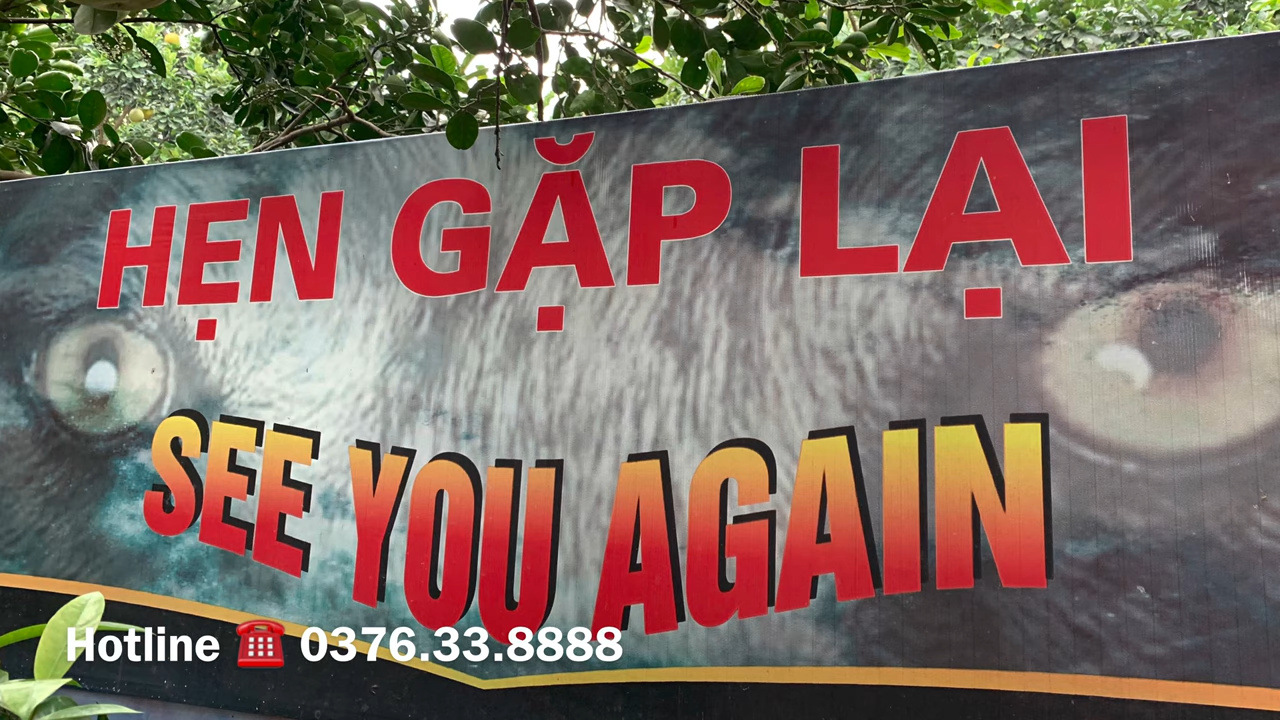 HẸN GẶP LẠI
SEE YOU AGAIN
Hotline ☎️ 0376.33.8888